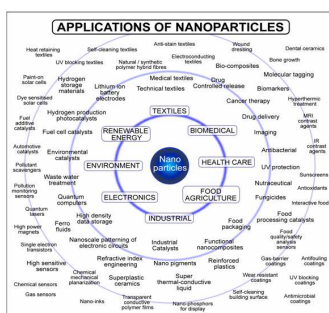 APPLICATIONS OF NANOPARTICLES
Anti-stain textiles
Wound
dressing
Self-cleaning textiles
Dental ceramics
Heat retaining
textiles
Electroconducting
textiles
Bone growth
UV blocking textiles
Natural / synthetic
polymer hybrid fibres
Bio-composites
Molecular tagging
Paint-on solar
cells
Hydrogen
storage
materials
Medical textiles
Drug
Controlled release
Biomarkers
Lithium-ion
battery
electrodes
Technical textiles
Hyperthermic
treatment
Dye sensitised
solar cells
Cancer therapy
Hydrogen production
photocatalysts
TEXTILES
Drug delivery
MRI
contrast
agents
Fuel
additive
catalysts
Fuel cell catalysts
RENEWABLE
ENERGY
BIOMEDICAL
Imaging
IR
contrast
agents
Automotive
catalysts
Environmental
catalysts
Antibacterial
Pollutant
scavengers
ENVIRONMENT
Nano
particles
HEALTH CARE
UV protection
Sunscreens
Waste water
treatment
Nutraceutical
Antioxidants
Pollution
monitoring
sensors
ELECTRONICS
FOOD
AGRICULTURE
Fungicides
Interactive food
Quantum
computers
Quantum
lasers
High density
data storage
INDUSTRIAL
Food
packaging
Food
processing catalysts
High power
magnets
Ferro
fluids
Food
quality/safety
analysis sensors
Single electron
transistors
Nanoscale patterning of
electronic circuits
Industrial
Catalysts
Functional
nanocomposites
Gas-barrier
coatings
Antifouling
coatings
High sensitive
sensors
Refractive index
engineering
Nano pigments
Reinforced
plastics
Chemical
mechanical
planarization
Superplastic
ceramics
Super
thermal-conductive
liquid
Wear resistant
coatings
UV blocking
coatings
Chemical sensors
Gas sensors
Self-cleaning
building surface
Nano-inks
Transparent
conductive
polymer films
Nano-phosphors
for display
Antimicrobial
coatings